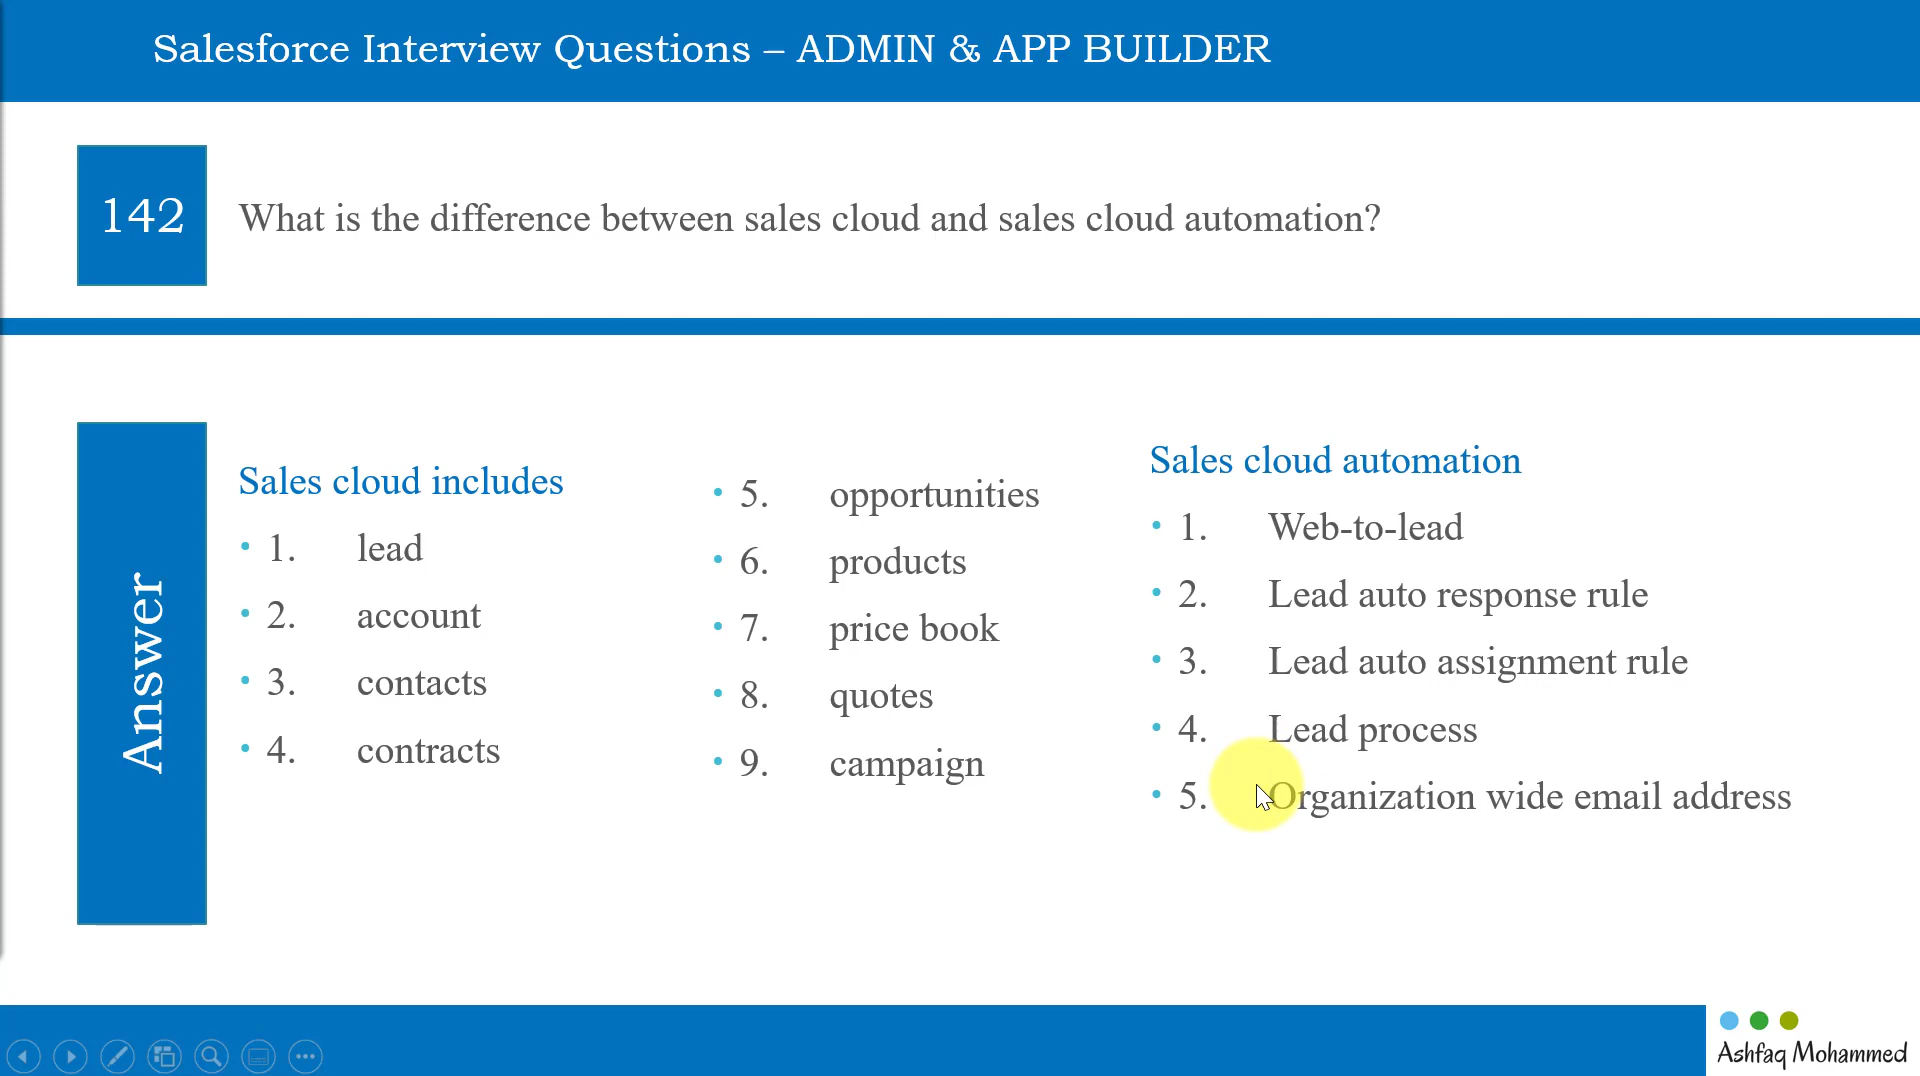 Salesforce Interview Questions – ADMIN & APP BUILDER
142
What is the difference between sales cloud and sales cloud automation?
Answer
Sales cloud includes
• 1. lead
• 2. account
• 3. contacts
• 4. contracts
• 5. opportunities
• 6. products
• 7. price book
• 8. quotes
• 9. campaign
Sales cloud automation
• 1. Web-to-lead
• 2. Lead auto response rule
• 3. Lead auto assignment rule
• 4. Lead process
• 5. Organization wide email address
Ashfaq Mohammed